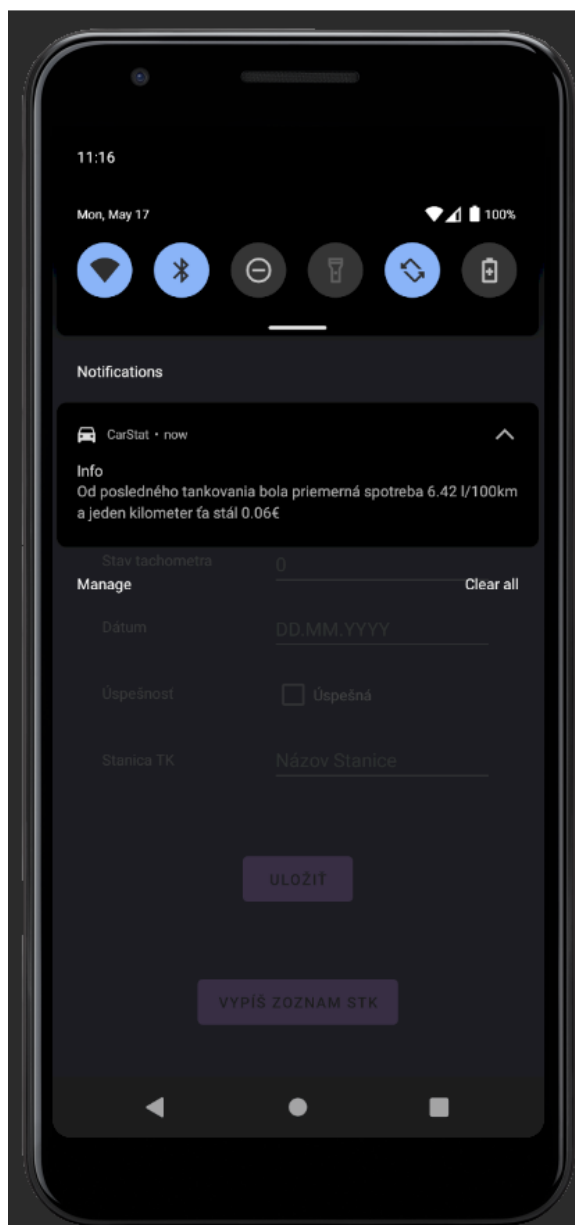 11:16
Mon, May 17
100%
Notifications
CarStat • now
Info
Od posledného tankovania bola priemerná spotreba 6.42 l/100km
a jeden kilometer ťa stál 0.06€
Stav tachometra 0
Manage Clear all
Dátum DD.MM.YYYY
Úspešnosť Úspešná
Stanica TK Názov Stanice
ULOŽIŤ
VYPÍŠ ZOZNAM STK